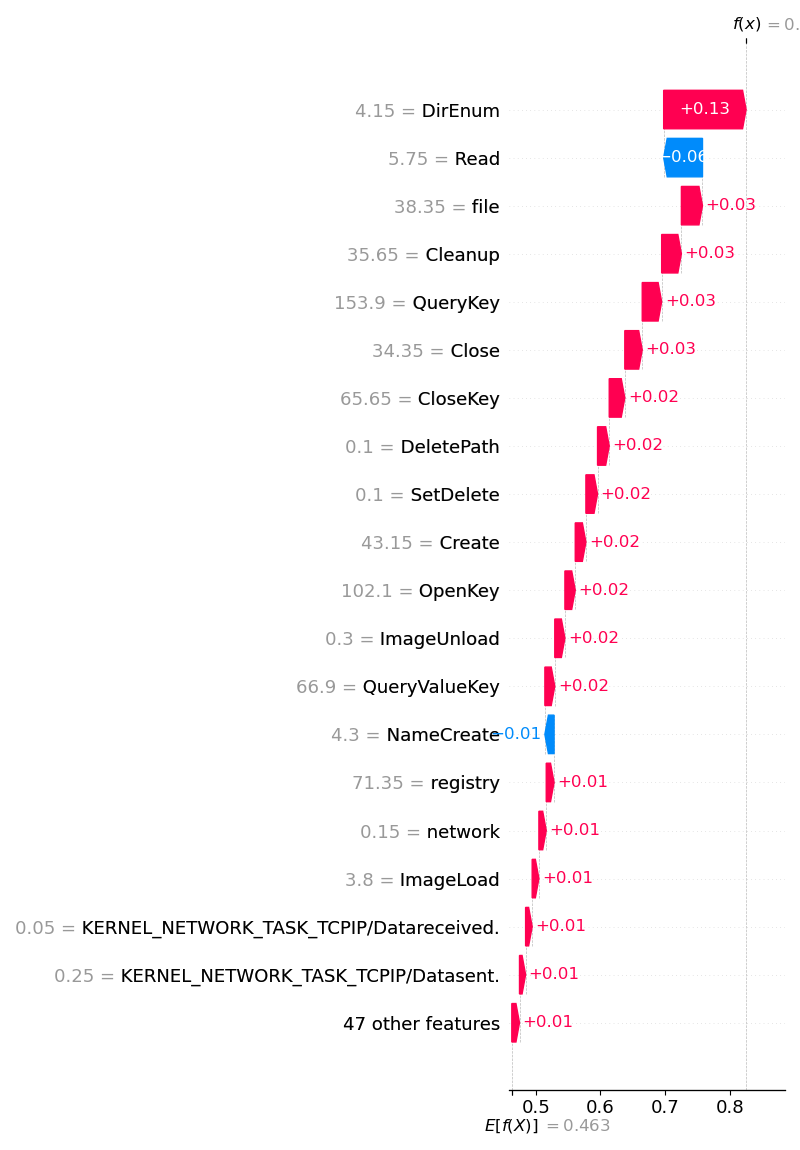 f(x) = 0.
4.15 = DirEnum +0.13
5.75 = Read −0.06
38.35 = file +0.03
35.65 = Cleanup +0.03
153.9 = QueryKey +0.03
34.35 = Close +0.03
65.65 = CloseKey +0.02
0.1 = DeletePath +0.02
0.1 = SetDelete +0.02
43.15 = Create +0.02
102.1 = OpenKey +0.02
0.3 = ImageUnload +0.02
66.9 = QueryValueKey +0.02
4.3 = NameCreate −0.01
71.35 = registry +0.01
0.15 = network +0.01
3.8 = ImageLoad +0.01
0.05 = KERNEL_NETWORK_TASK_TCPIP/Datareceived. +0.01
0.25 = KERNEL_NETWORK_TASK_TCPIP/Datasent. +0.01
47 other features +0.01
0.5 0.6 0.7 0.8
E[f(X)] = 0.463